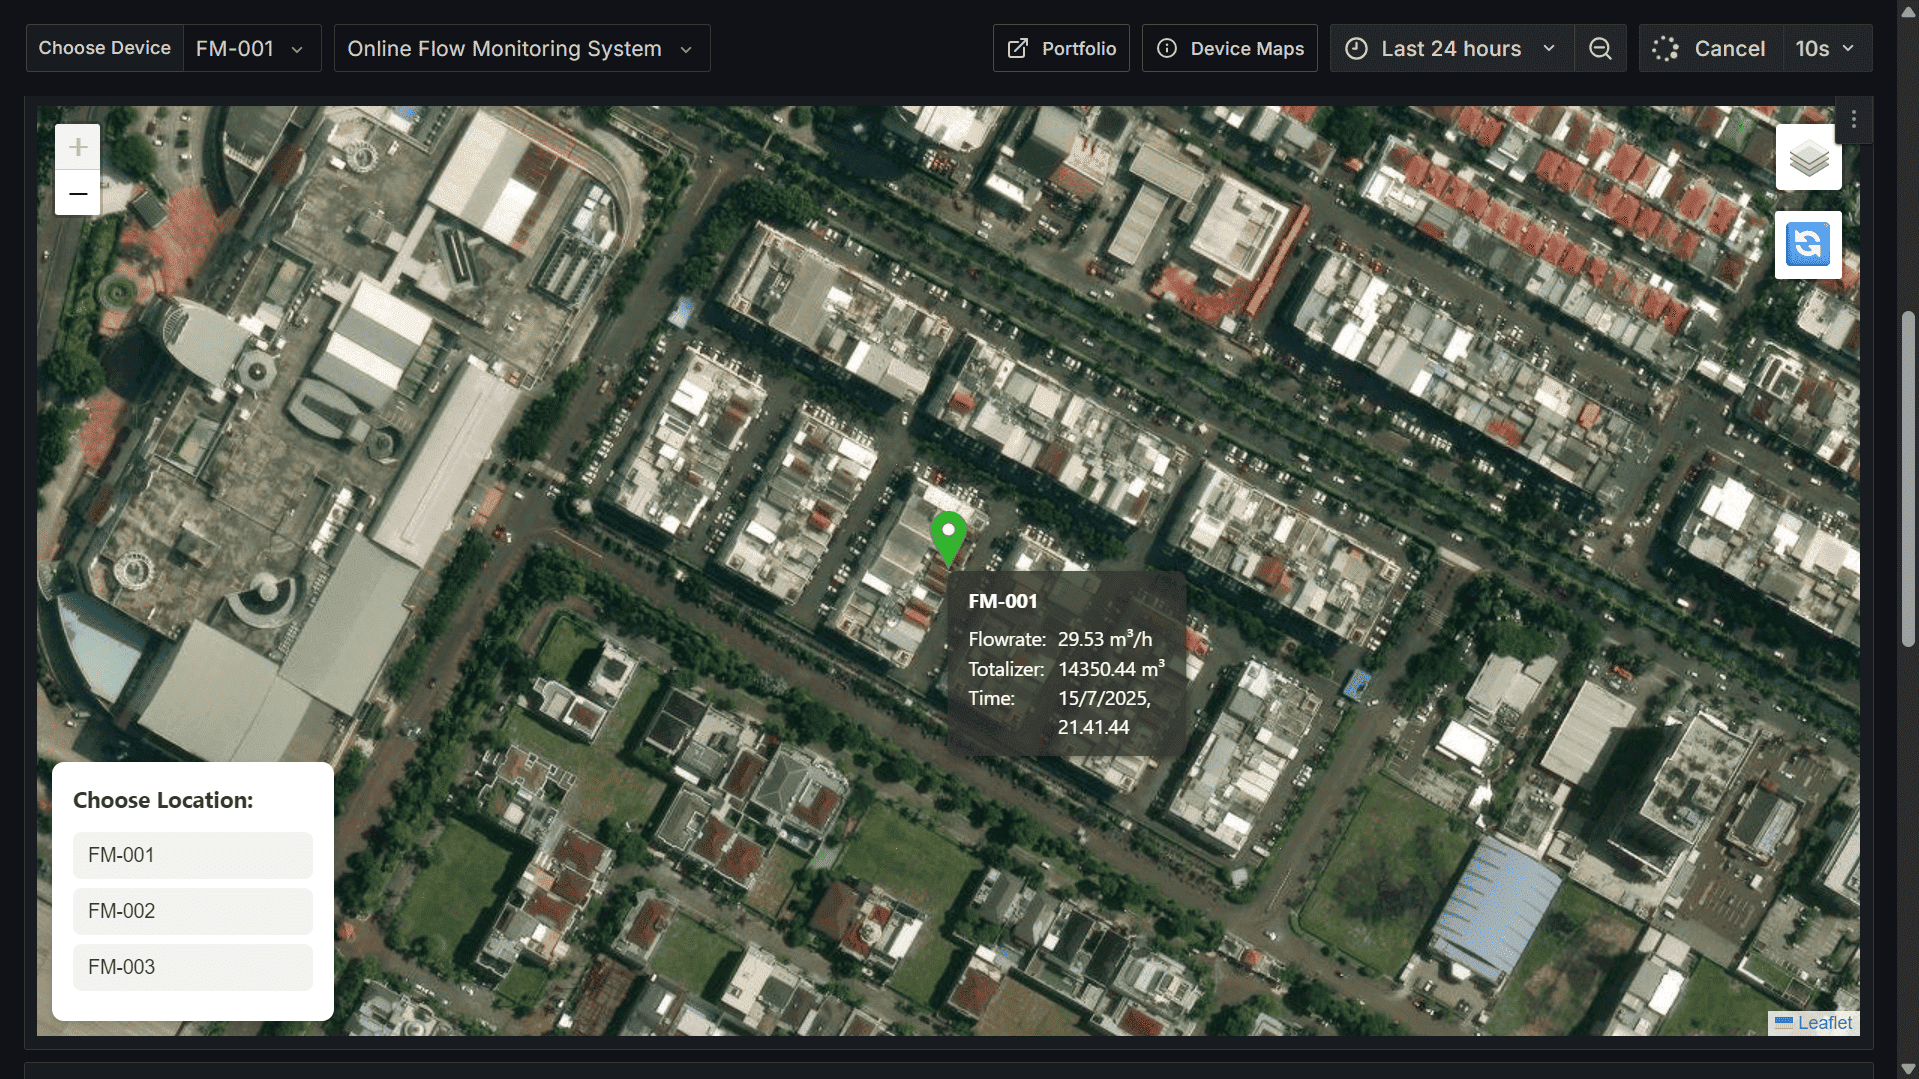 Choose Device FM-001 Online Flow Monitoring System Portfolio Device Maps Last 24 hours Cancel 10s
+
−
FM-001
Flowrate: 29.53 m³/h
Totalizer: 14350.44 m³
Time: 15/7/2025,
21.41.44
Choose Location:
FM-001
FM-002
FM-003
Leaflet